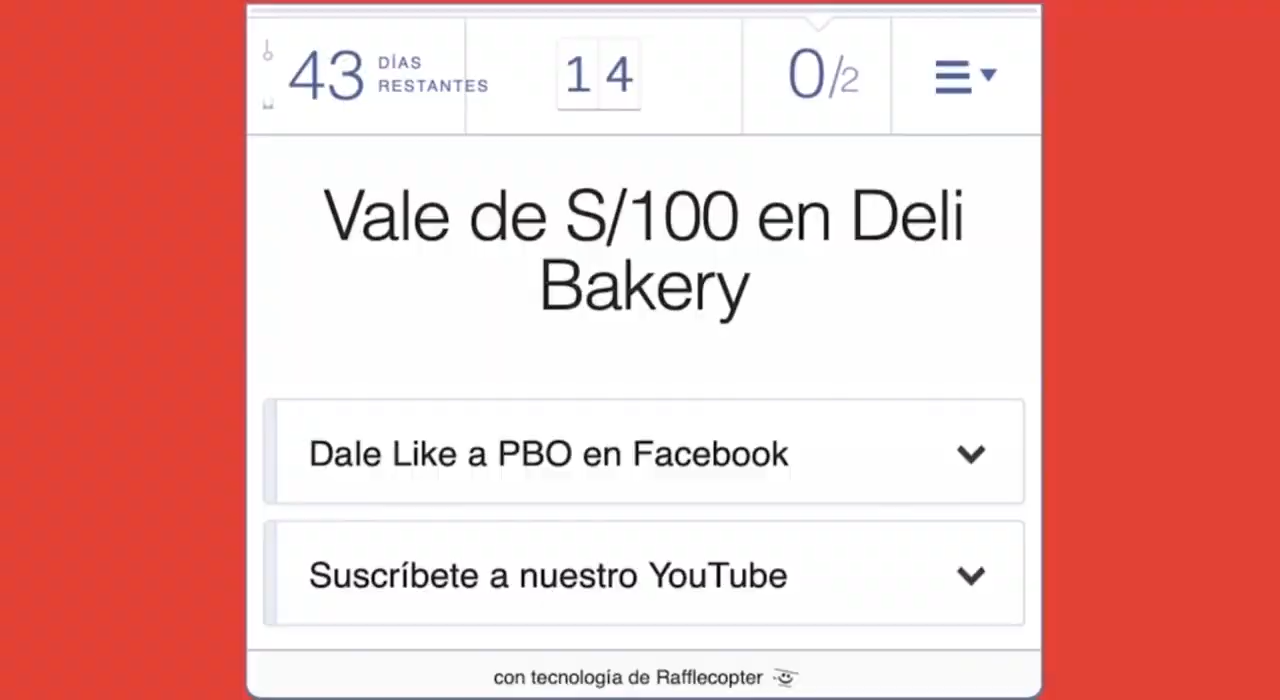 43 DÍAS RESTANTES
14
0/2
Vale de S/100 en Deli
Bakery
Dale Like a PBO en Facebook
Suscríbete a nuestro YouTube
con tecnología de Rafflecopter